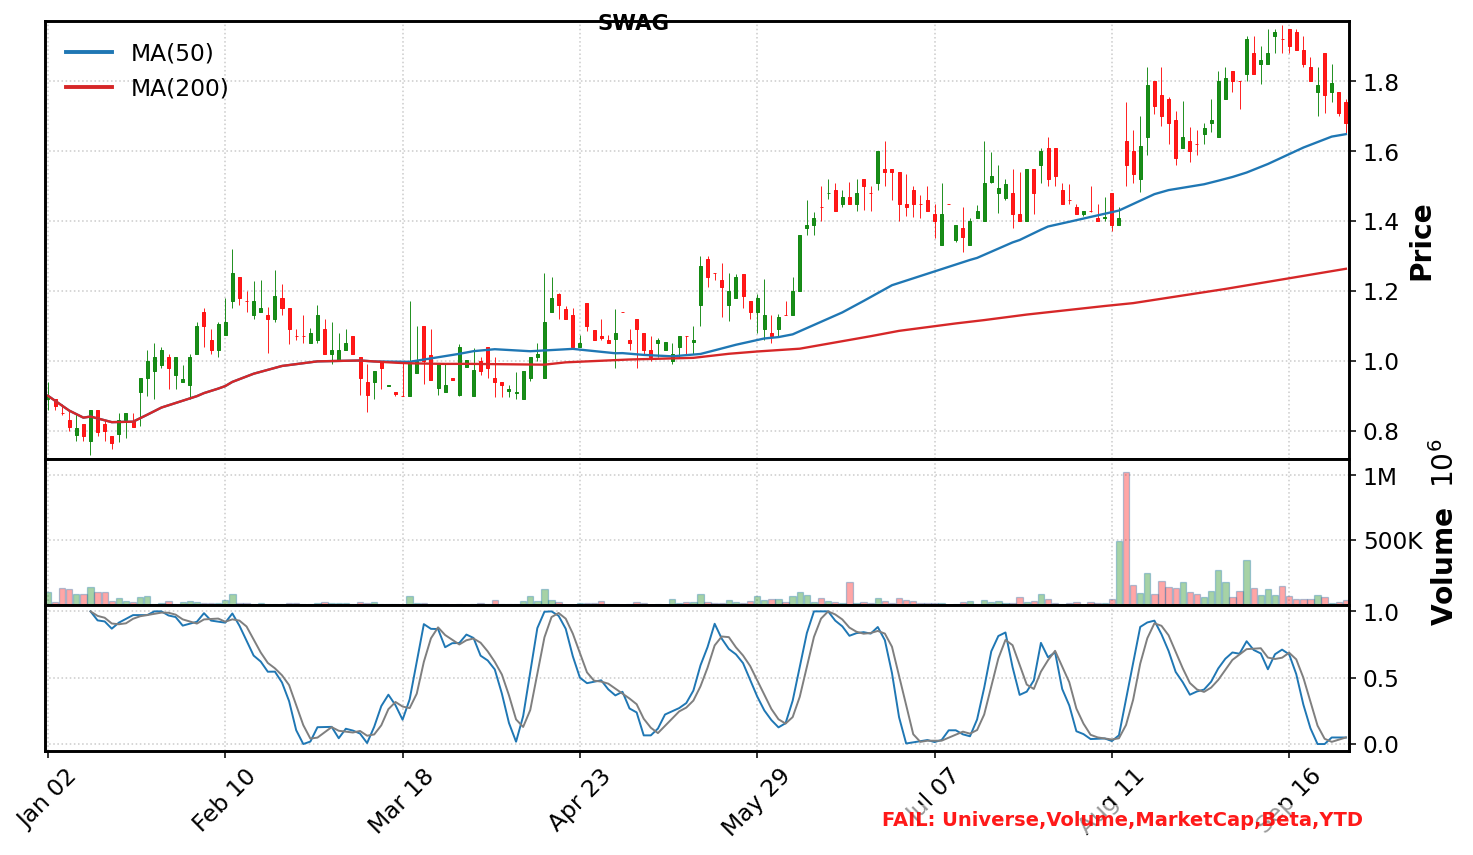 SWAG
MA(50)
MA(200)
1.8
1.6
1.4
1.2
1.0
0.8
Price
1M
500K
Volume 10⁶
1.0
0.5
0.0
Jan 02
Feb 10
Mar 18
Apr 23
May 29
Jul 07
Aug 11
Sep 16
FAIL: Universe,Volume,MarketCap,Beta,YTD